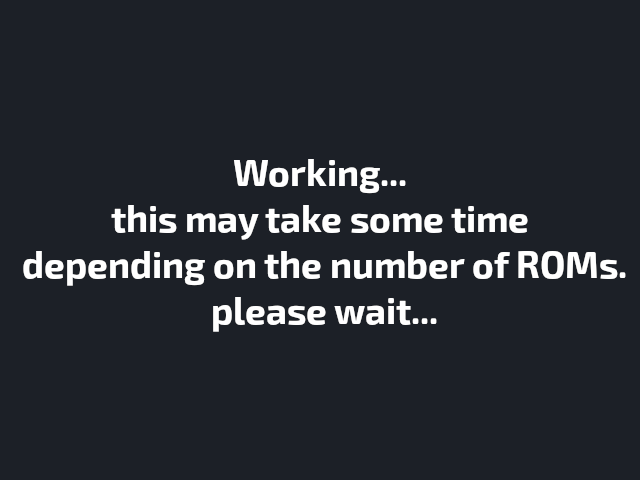 Working...
this may take some time
depending on the number of ROMs.
please wait...